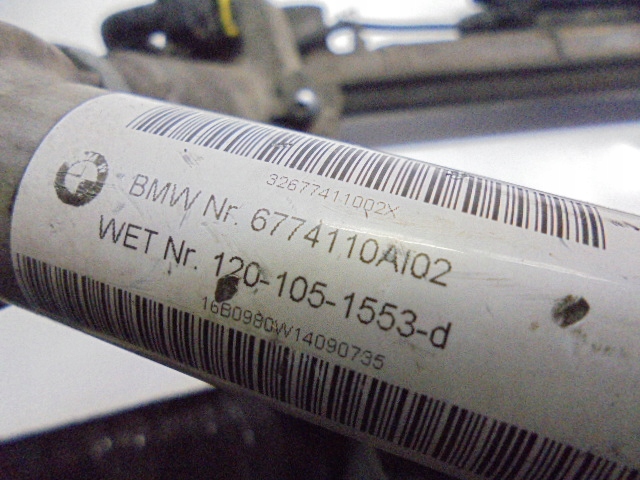 32677411002X
BMW Nr. 6774110AI02
WET Nr. 120-105-1553-d
16B0980W14090735